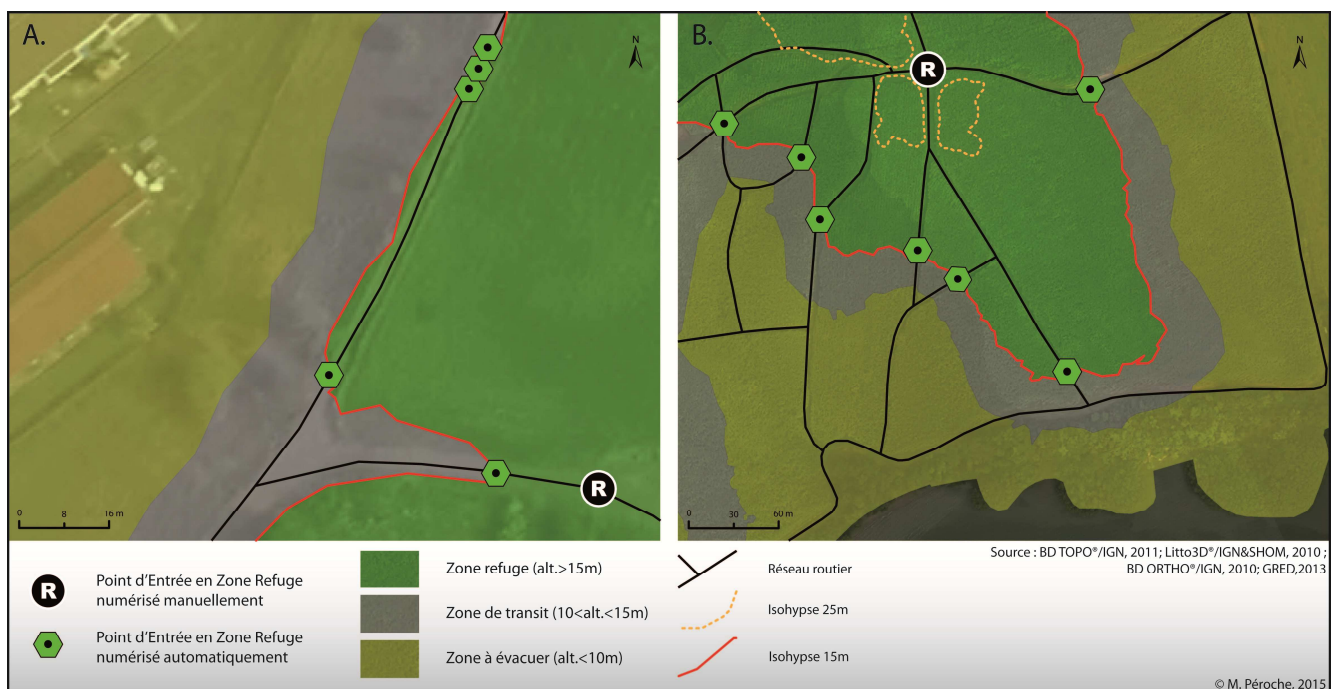 A.
N
0 8 16 m
B.
R
N
R
0 30 60 m
Source : BD TOPO®/IGN, 2011; Litto3D®/IGN&SHOM, 2010 ;
BD ORTHO®/IGN, 2010; GRED,2013
R
Point d'Entrée en Zone Refuge
numérisé manuellement
Point d'Entrée en Zone Refuge
numérisé automatiquement
Zone refuge (alt.>15m)
Zone de transit (10<alt.<15m)
Zone à évacuer (alt.<10m)
Réseau routier
Isohypse 25m
Isohypse 15m
© M. Péroche, 2015